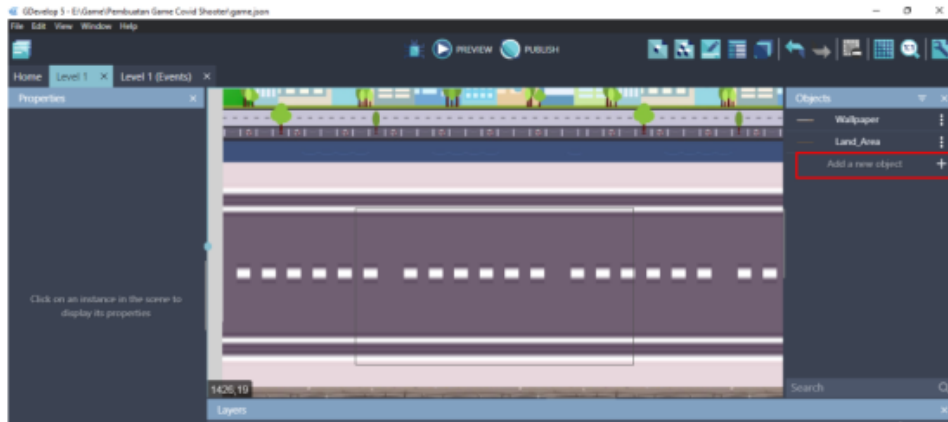 GDevelop 5 - E:\Game\Pembuatan Game Covid Shooter\game.json
File Edit View Window Help
PREVIEW PUBLISH
Home Level 1 × Level 1 (Events) ×
Properties ×
Objects
Wallpaper
Land_Area
Add a new object +
Click on an instance in the scene to
display its properties
1426,19
Search
Layers